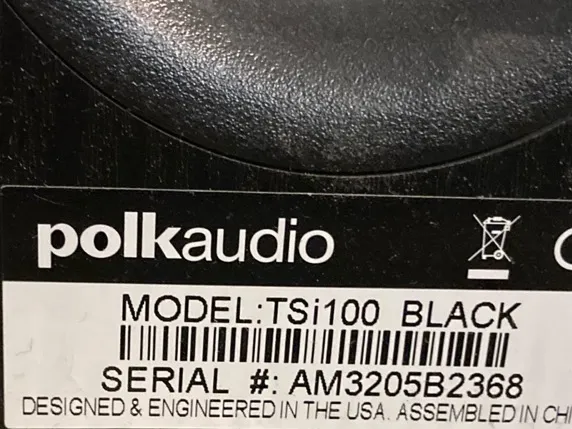 polkaudio
MODEL:TSi100 BLACK
SERIAL #: AM3205B2368
DESIGNED & ENGINEERED IN THE USA. ASSEMBLED IN CHI